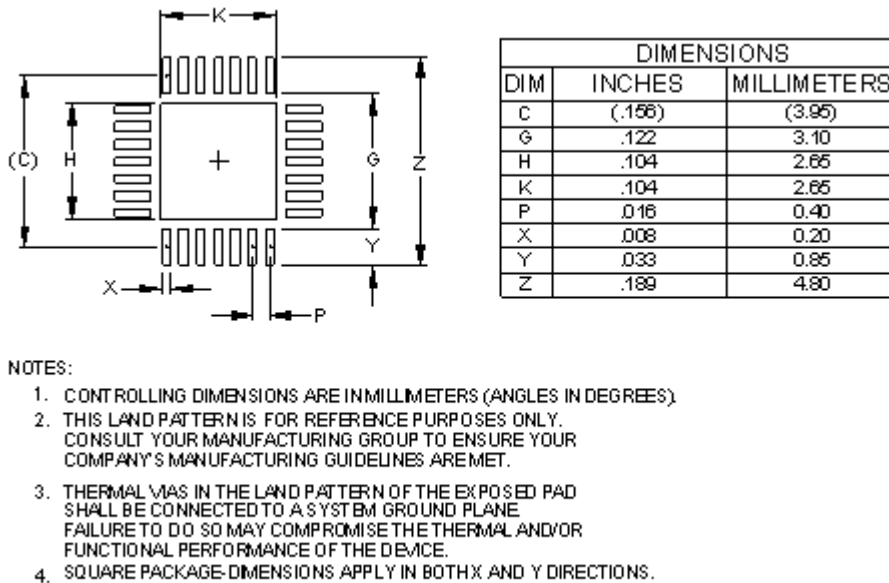 K
(C) H G Z
Y
X P
DIMENSIONS
DIM INCHES MILLIMETERS
C (.156) (3.95)
G .122 3.10
H .104 2.65
K .104 2.65
P .016 0.40
X .008 0.20
Y .033 0.85
Z .189 4.80
NOTES:
1. CONTROLLING DIMENSIONS ARE IN MILLIMETERS (ANGLES IN DEGREES).
2. THIS LAND PATTERN IS FOR REFERENCE PURPOSES ONLY.
CONSULT YOUR MANUFACTURING GROUP TO ENSURE YOUR
COMPANY'S MANUFACTURING GUIDELINES ARE MET.
3. THERMAL VIAS IN THE LAND PATTERN OF THE EXPOSED PAD
SHALL BE CONNECTED TO A SYSTEM GROUND PLANE.
FAILURE TO DO SO MAY COMPROMISE THE THERMAL AND/OR
FUNCTIONAL PERFORMANCE OF THE DEVICE.
4. SQUARE PACKAGE-DIMENSIONS APPLY IN BOTH X AND Y DIRECTIONS.